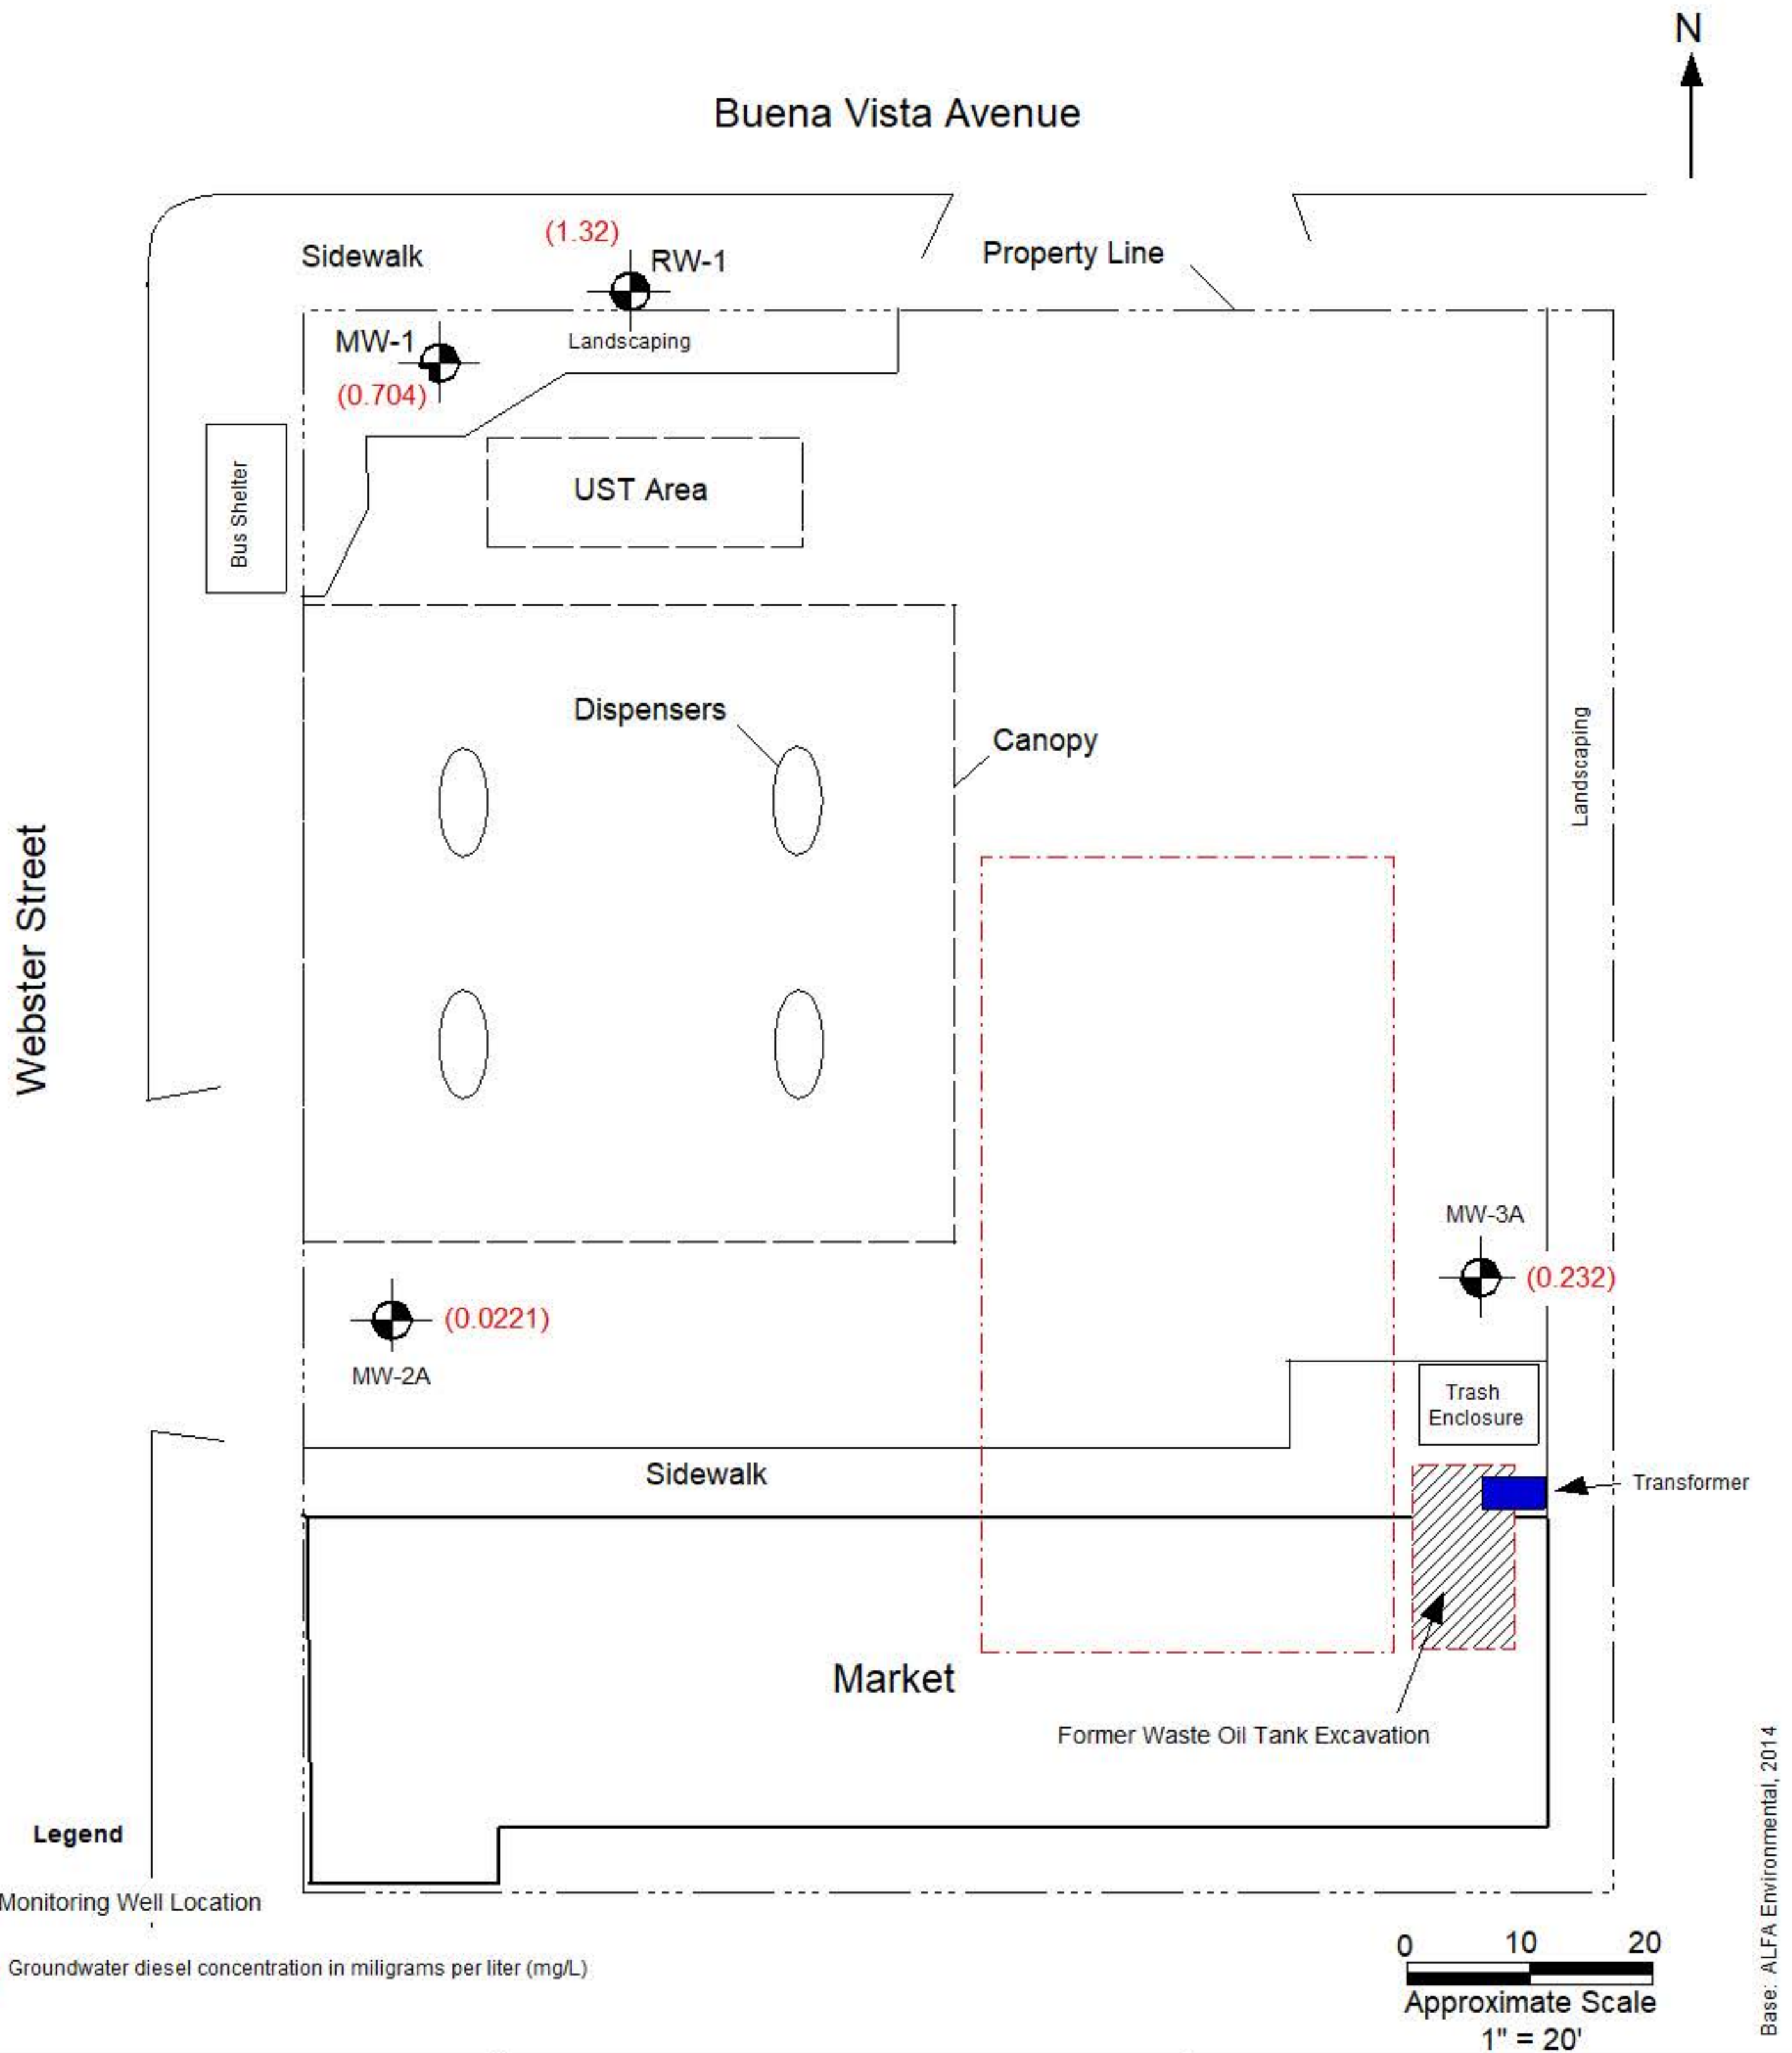 N
Buena Vista Avenue
(1.32)
Sidewalk
RW-1
Property Line
MW-1
Landscaping
(0.704)
Bus Shelter
UST Area
Dispensers
Canopy
Landscaping
Webster Street
MW-3A
(0.232)
(0.0221)
MW-2A
Trash
Enclosure
Sidewalk
Transformer
Market
Former Waste Oil Tank Excavation
Legend
Monitoring Well Location
Groundwater diesel concentration in miligrams per liter (mg/L)
0 10 20
Approximate Scale
1" = 20'
Base: ALFA Environmental, 2014